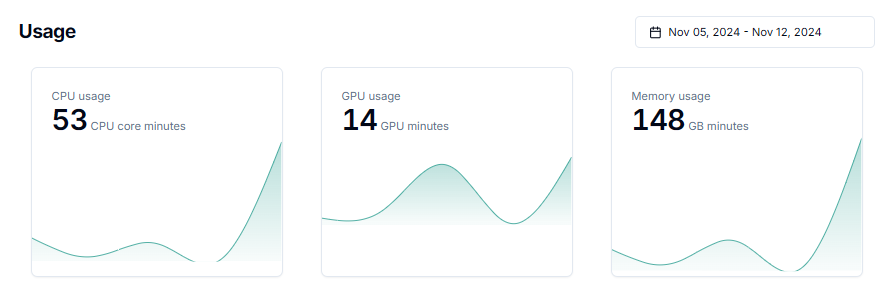 Usage
Nov 05, 2024 - Nov 12, 2024
CPU usage
53 CPU core minutes
GPU usage
14 GPU minutes
Memory usage
148 GB minutes